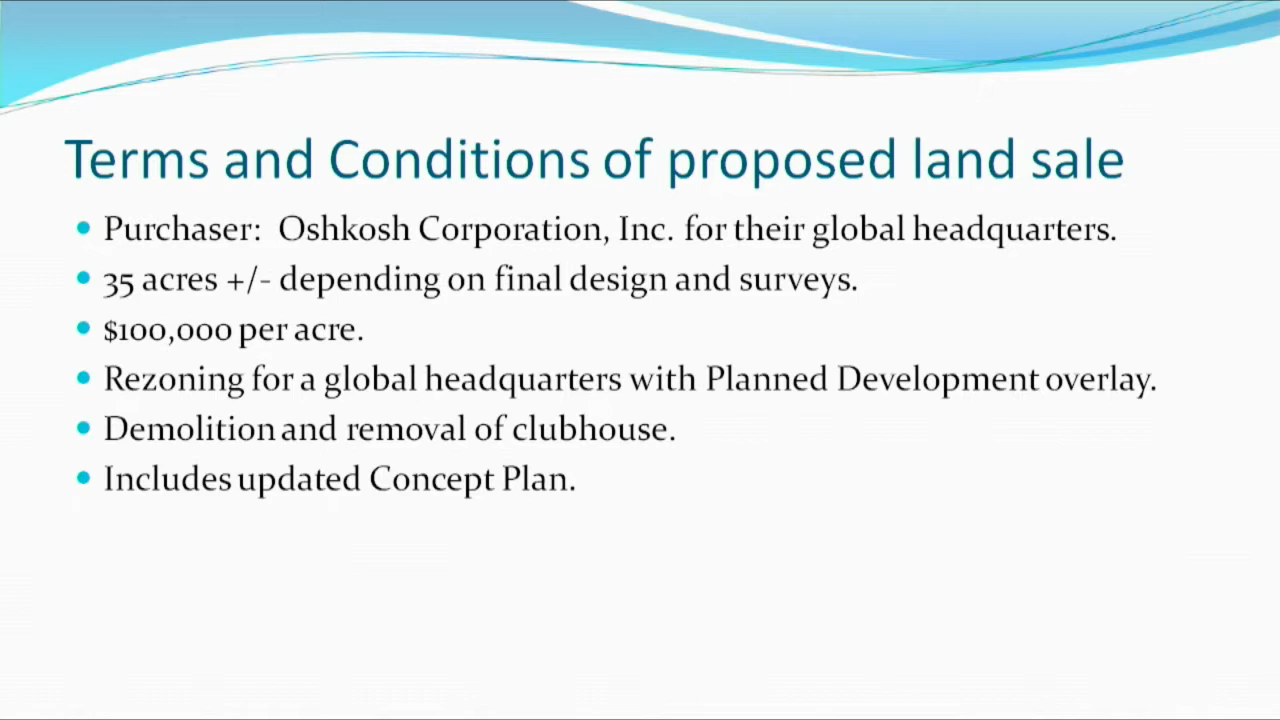 Terms and Conditions of proposed land sale
Purchaser: Oshkosh Corporation, Inc. for their global headquarters.
35 acres +/- depending on final design and surveys.
$100,000 per acre.
Rezoning for a global headquarters with Planned Development overlay.
Demolition and removal of clubhouse.
Includes updated Concept Plan.